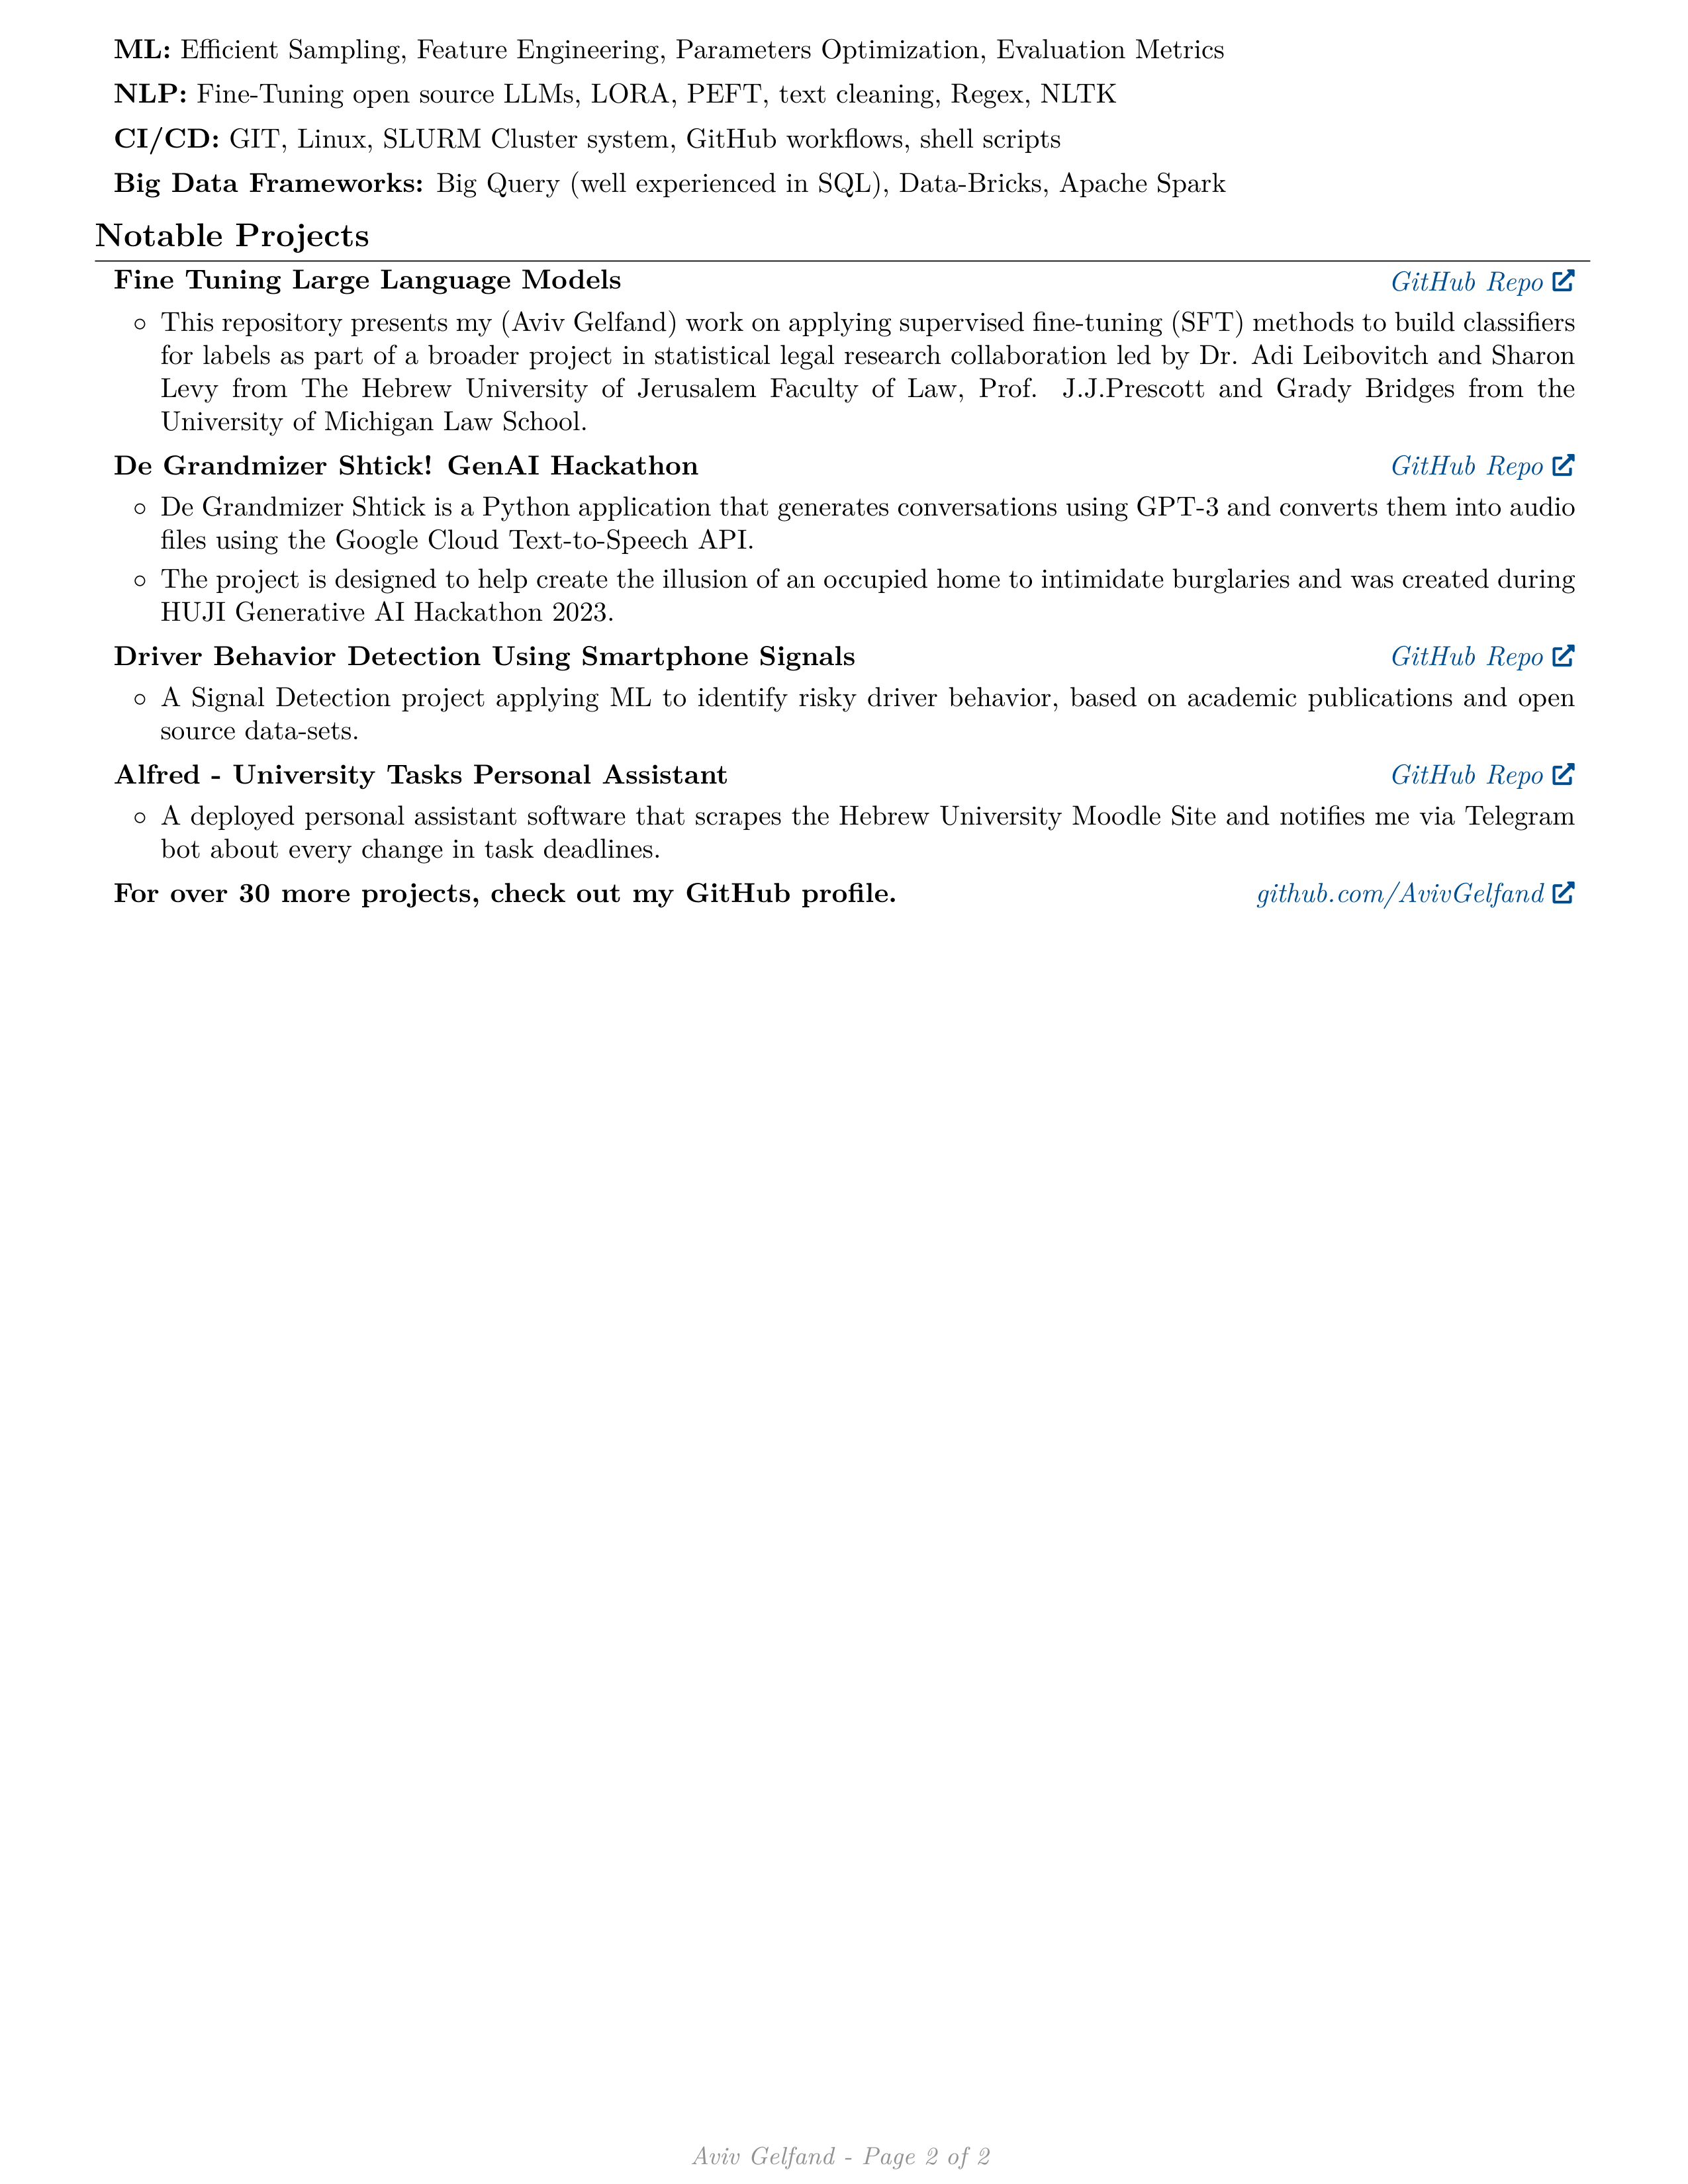 ML: Efficient Sampling, Feature Engineering, Parameters Optimization, Evaluation Metrics
NLP: Fine-Tuning open source LLMs, LORA, PEFT, text cleaning, Regex, NLTK
CI/CD: GIT, Linux, SLURM Cluster system, GitHub workflows, shell scripts
Big Data Frameworks: Big Query (well experienced in SQL), Data-Bricks, Apache Spark
Notable Projects
Fine Tuning Large Language Models GitHub Repo
○ This repository presents my (Aviv Gelfand) work on applying supervised fine-tuning (SFT) methods to build classifiers
for labels as part of a broader project in statistical legal research collaboration led by Dr. Adi Leibovitch and Sharon
Levy from The Hebrew University of Jerusalem Faculty of Law, Prof. J.J.Prescott and Grady Bridges from the
University of Michigan Law School.
De Grandmizer Shtick! GenAI Hackathon GitHub Repo
○ De Grandmizer Shtick is a Python application that generates conversations using GPT-3 and converts them into audio
files using the Google Cloud Text-to-Speech API.
○ The project is designed to help create the illusion of an occupied home to intimidate burglaries and was created during
HUJI Generative AI Hackathon 2023.
Driver Behavior Detection Using Smartphone Signals GitHub Repo
○ A Signal Detection project applying ML to identify risky driver behavior, based on academic publications and open
source data-sets.
Alfred - University Tasks Personal Assistant GitHub Repo
○ A deployed personal assistant software that scrapes the Hebrew University Moodle Site and notifies me via Telegram
bot about every change in task deadlines.
For over 30 more projects, check out my GitHub profile. github.com/AvivGelfand
Aviv Gelfand - Page 2 of 2